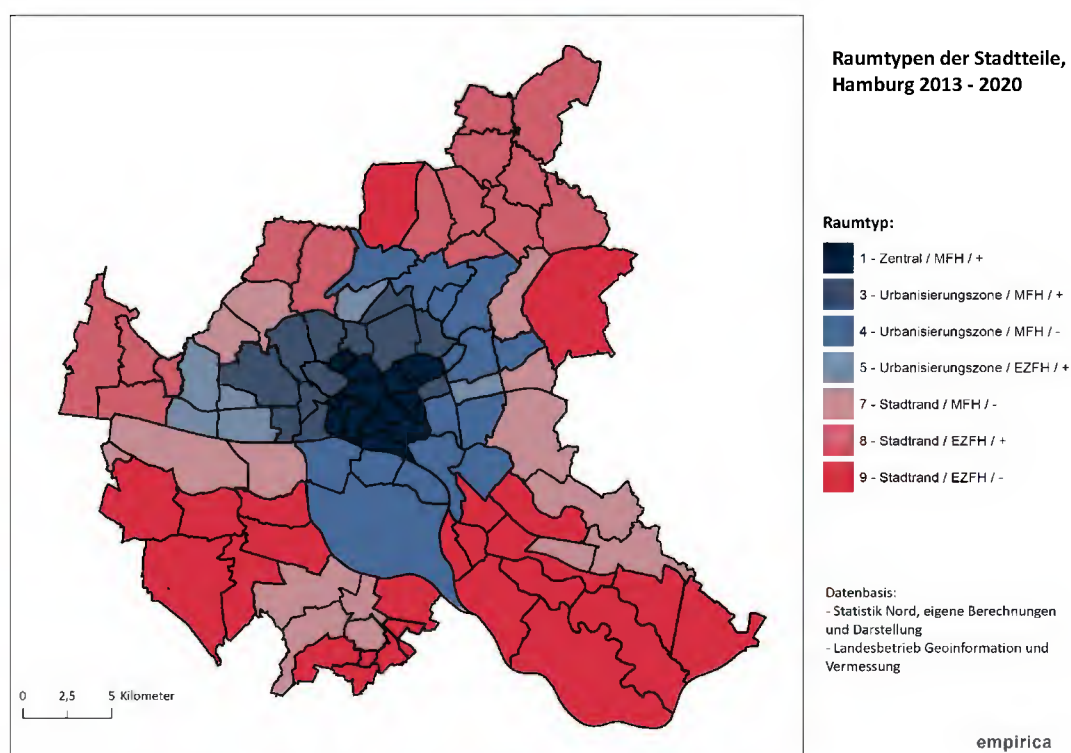 Raumtypen der Stadtteile,
Hamburg 2013 - 2020
Raumtyp:
1 - Zentral / MFH / +
3 - Urbanisierungszone / MFH / +
4 - Urbanisierungszone / MFH / -
5 - Urbanisierungszone / EZFH / +
7 - Stadtrand / MFH / -
8 - Stadtrand / EZFH / +
9 - Stadtrand / EZFH / -
Datenbasis:
- Statistik Nord, eigene Berechnungen
und Darstellung
- Landesbetrieb Geoinformation und
Vermessung
0 2,5 5 Kilometer
empirica